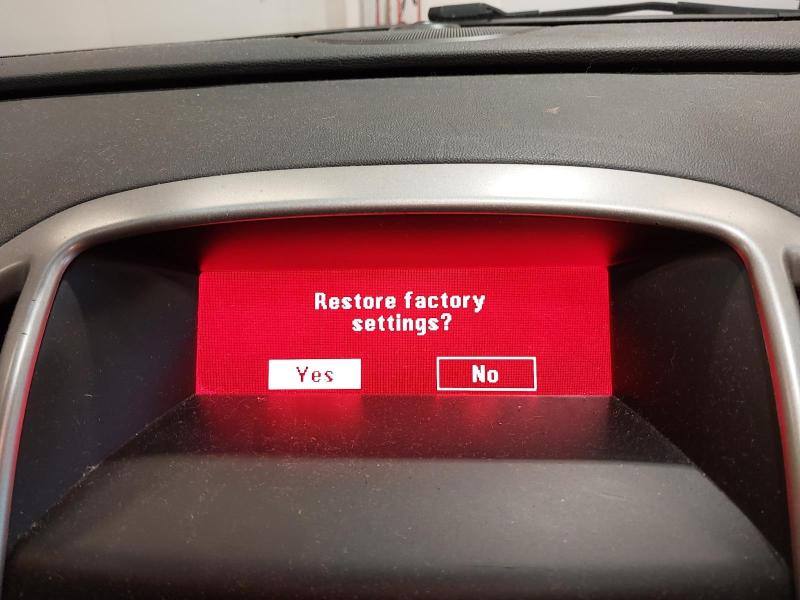 Restore factory
settings?
Yes No